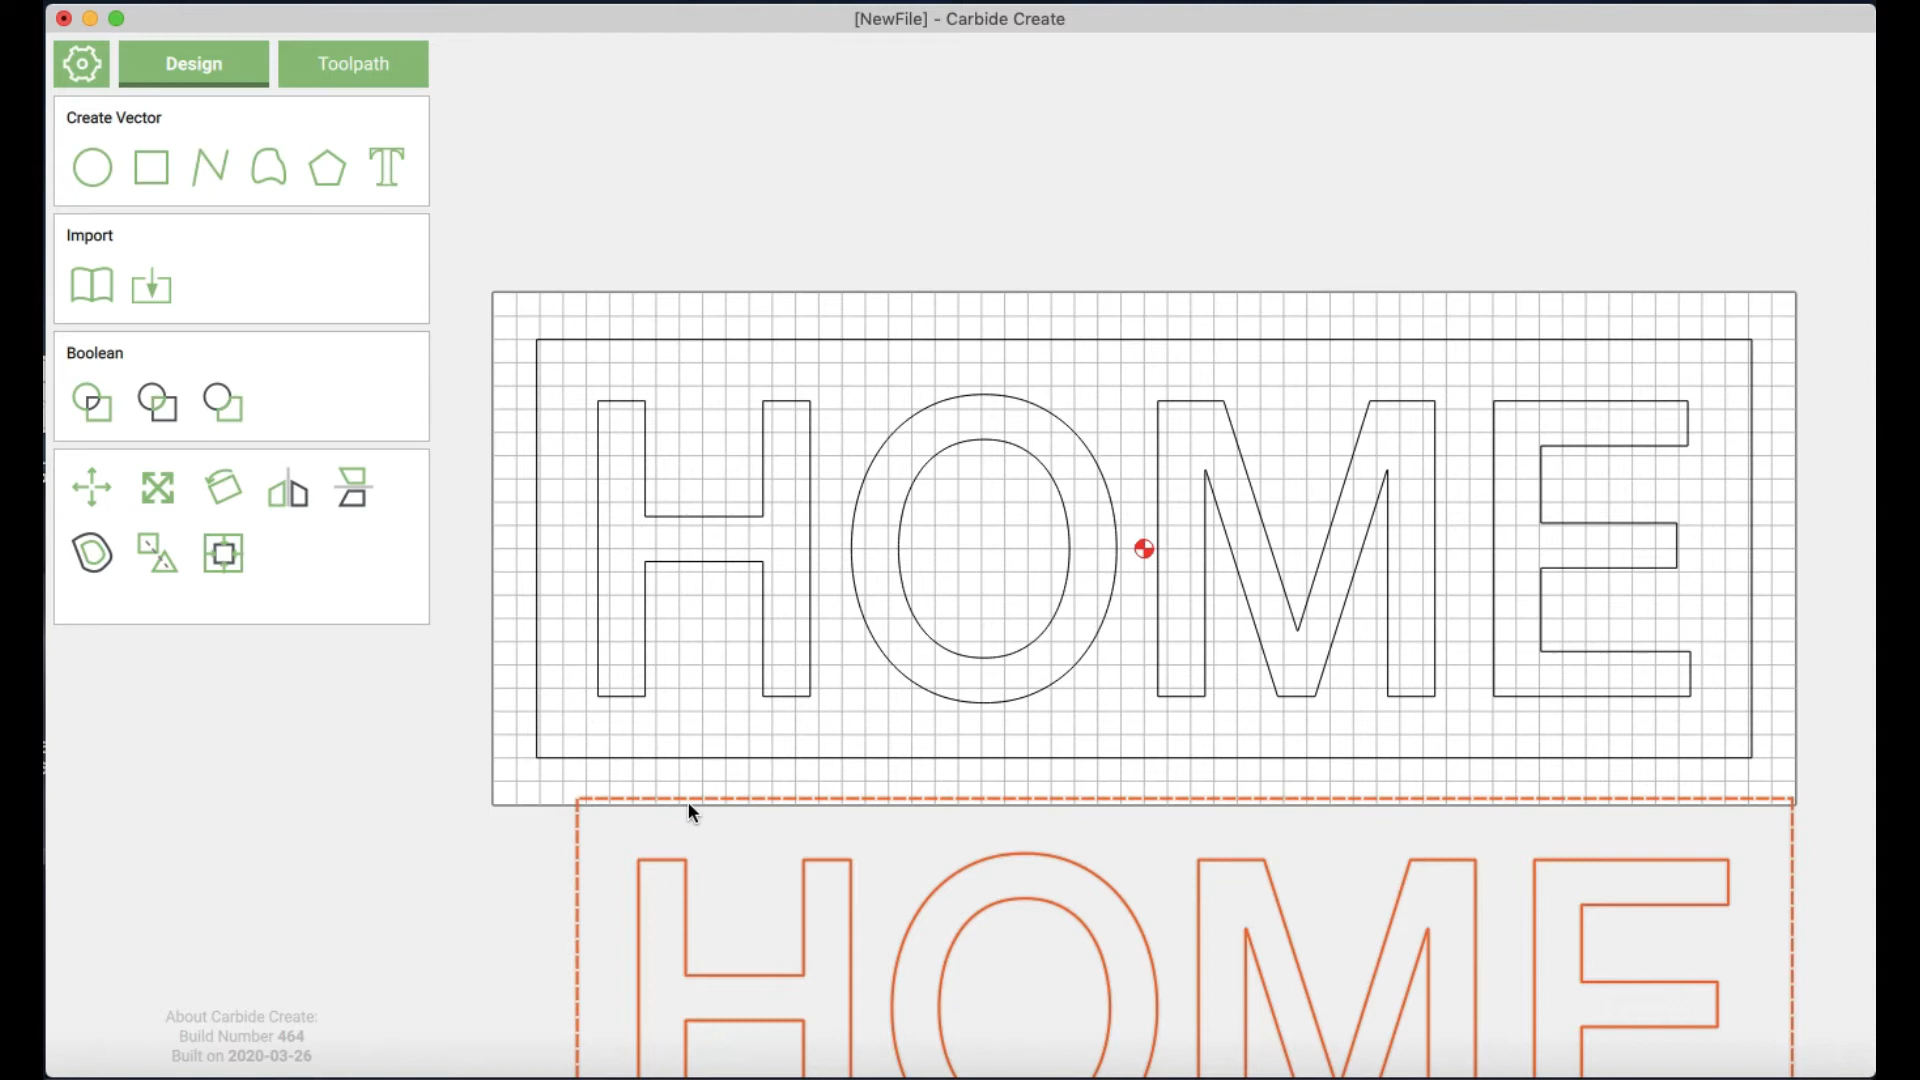 [NewFile] - Carbide Create
Design
Toolpath
Create Vector
T
Import
Boolean
HOME
HOME
About Carbide Create:
Build Number 464
Built on 2020-03-26